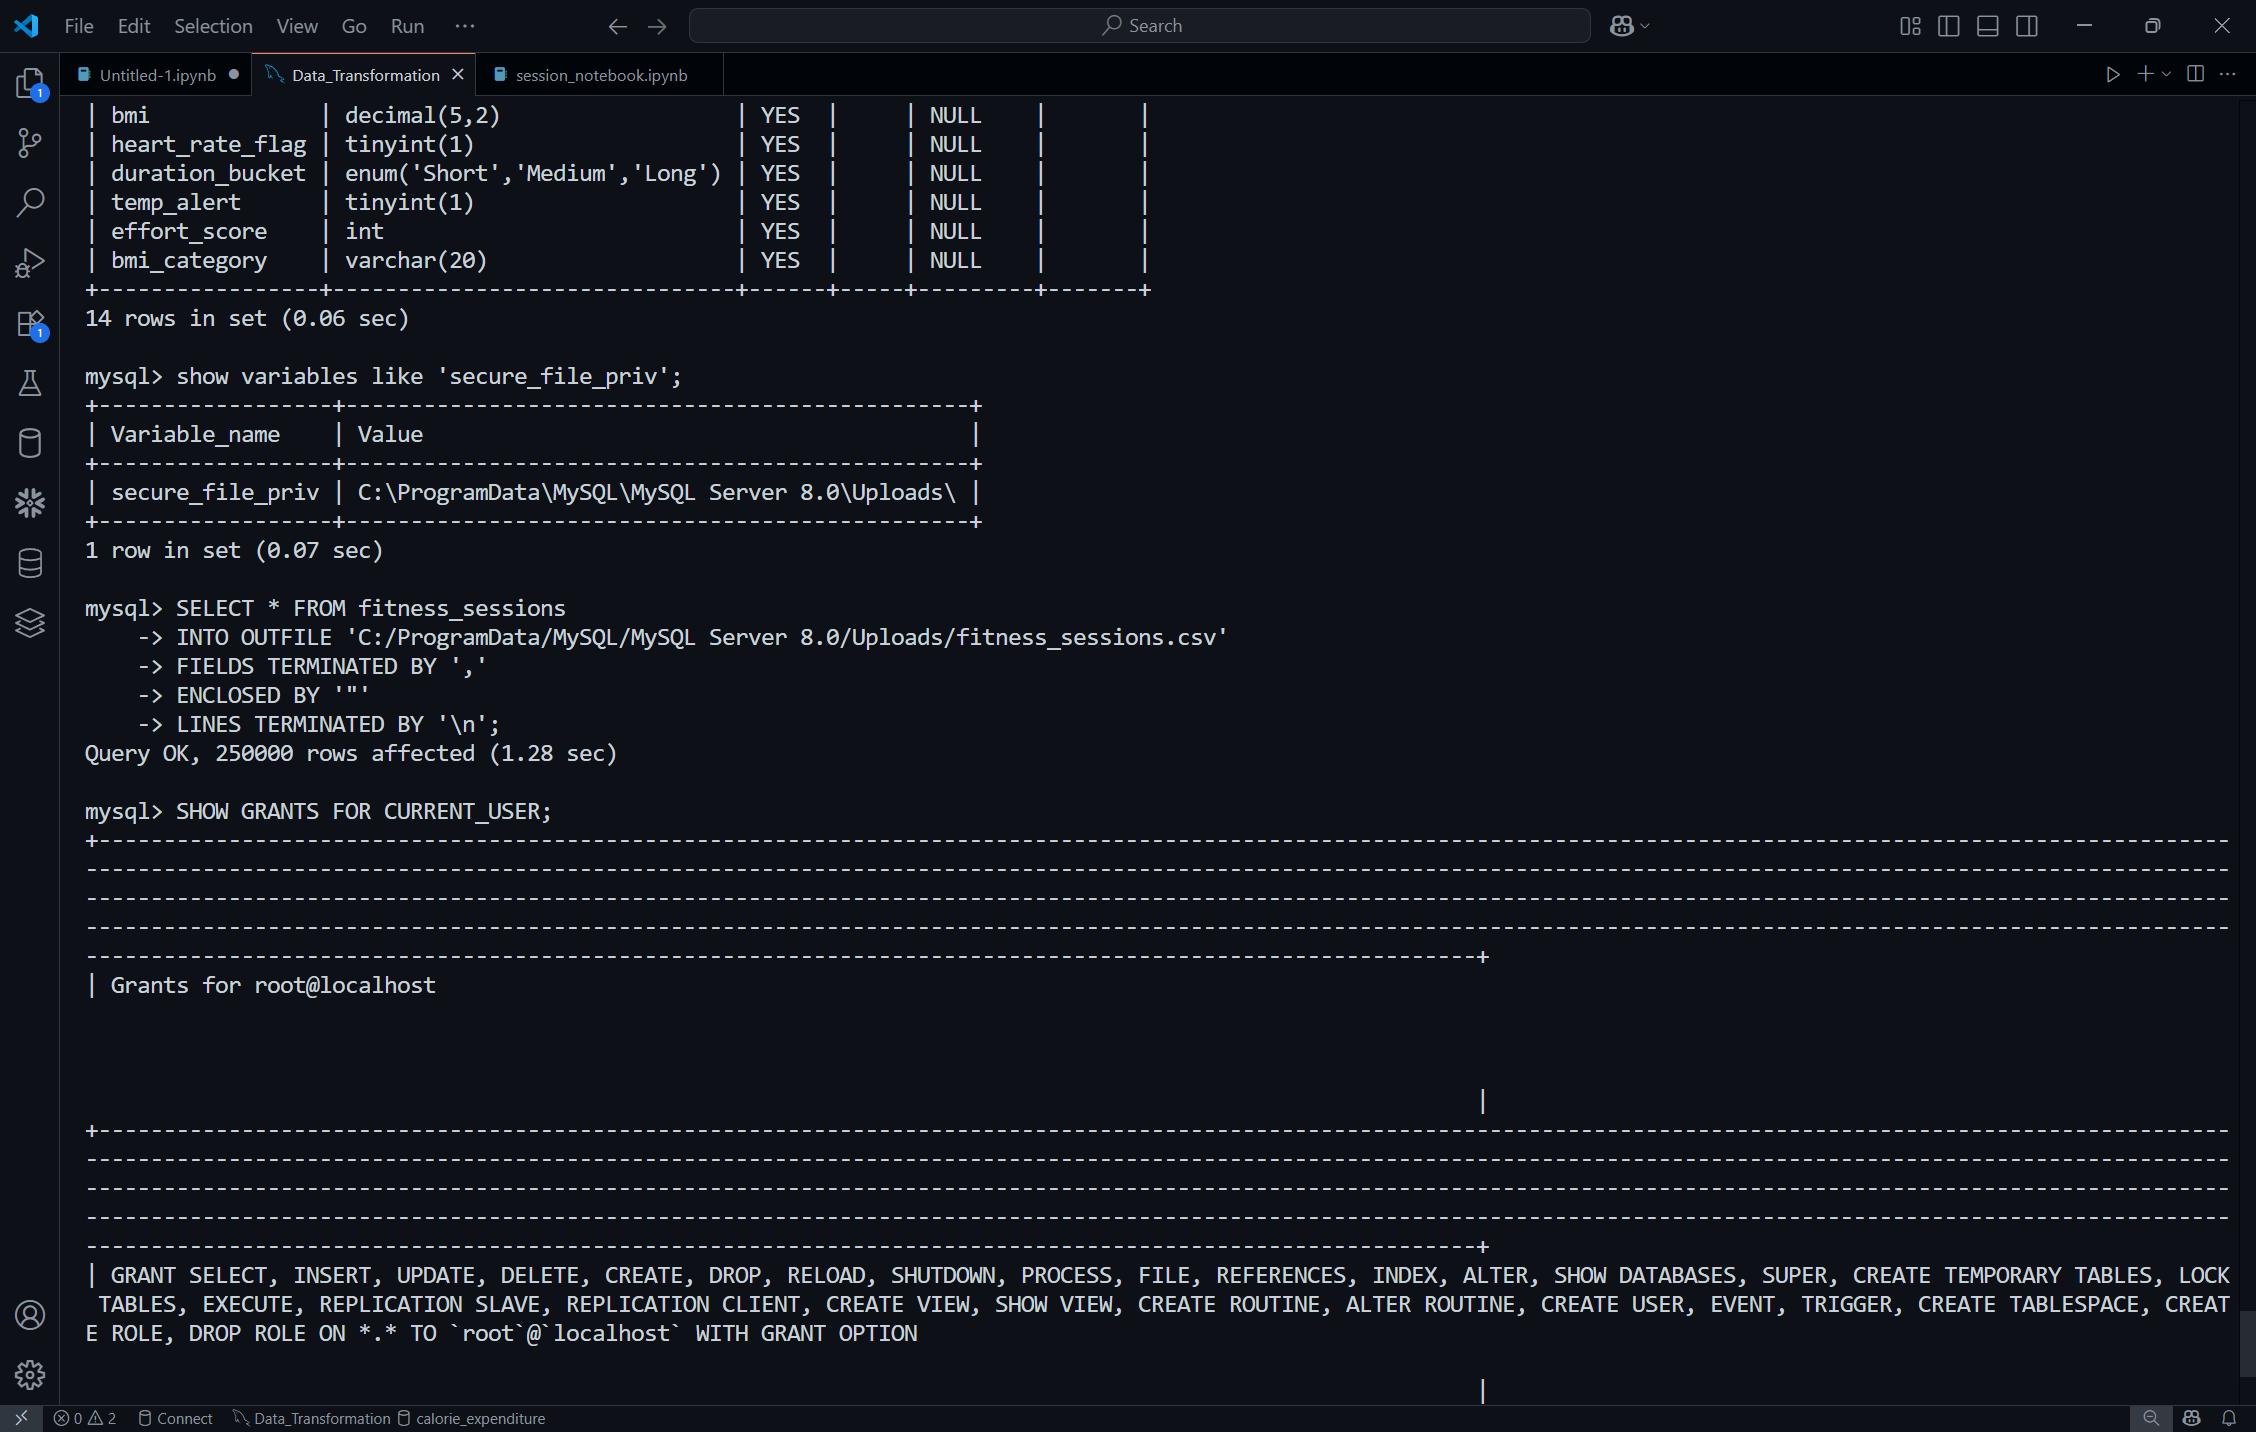 File Edit Selection View Go Run ··· Search
Untitled-1.ipynb Data_Transformation session_notebook.ipynb
| bmi | decimal(5,2) | YES | | NULL | |
| heart_rate_flag | tinyint(1) | YES | | NULL | |
| duration_bucket | enum('Short','Medium','Long') | YES | | NULL | |
| temp_alert | tinyint(1) | YES | | NULL | |
| effort_score | int | YES | | NULL | |
| bmi_category | varchar(20) | YES | | NULL | |
+-----------------+-------------------------------+------+-----+---------+-------+
14 rows in set (0.06 sec)
mysql> show variables like 'secure_file_priv';
+------------------+------------------------------------------------+
| Variable_name | Value |
+------------------+------------------------------------------------+
| secure_file_priv | C:\ProgramData\MySQL\MySQL Server 8.0\Uploads\ |
+------------------+------------------------------------------------+
1 row in set (0.07 sec)
mysql> SELECT * FROM fitness_sessions
-> INTO OUTFILE 'C:/ProgramData/MySQL/MySQL Server 8.0/Uploads/fitness_sessions.csv'
-> FIELDS TERMINATED BY ','
-> ENCLOSED BY '"'
-> LINES TERMINATED BY '\n';
Query OK, 250000 rows affected (1.28 sec)
mysql> SHOW GRANTS FOR CURRENT_USER;
| Grants for root@localhost
|
| GRANT SELECT, INSERT, UPDATE, DELETE, CREATE, DROP, RELOAD, SHUTDOWN, PROCESS, FILE, REFERENCES, INDEX, ALTER, SHOW DATABASES, SUPER, CREATE TEMPORARY TABLES, LOCK
TABLES, EXECUTE, REPLICATION SLAVE, REPLICATION CLIENT, CREATE VIEW, SHOW VIEW, CREATE ROUTINE, ALTER ROUTINE, CREATE USER, EVENT, TRIGGER, CREATE TABLESPACE, CREAT
E ROLE, DROP ROLE ON *.* TO `root`@`localhost` WITH GRANT OPTION
|
0 2 Connect Data_Transformation calorie_expenditure
1
1